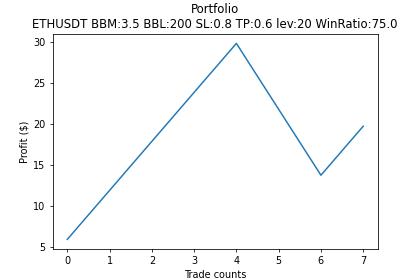 Portfolio
ETHUSDT BBM:3.5 BBL:200 SL:0.8 TP:0.6 lev:20 WinRatio:75.0
30
25
20
15
10
5
Profit ($)
0 1 2 3 4 5 6 7
Trade counts